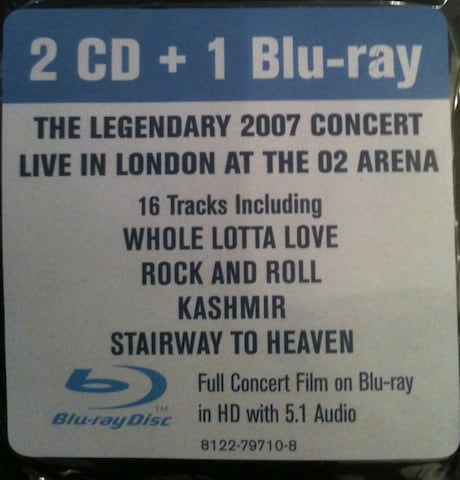 2 CD + 1 Blu-ray
THE LEGENDARY 2007 CONCERT
LIVE IN LONDON AT THE O2 ARENA
16 Tracks Including
WHOLE LOTTA LOVE
ROCK AND ROLL
KASHMIR
STAIRWAY TO HEAVEN
Full Concert Film on Blu-ray
in HD with 5.1 Audio
Blu-ray Disc™
8122-79710-8